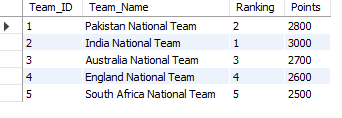 Team_ID Team_Name Ranking Points
1 Pakistan National Team 2 2800
2 India National Team 1 3000
3 Australia National Team 3 2700
4 England National Team 4 2600
5 South Africa National Team 5 2500